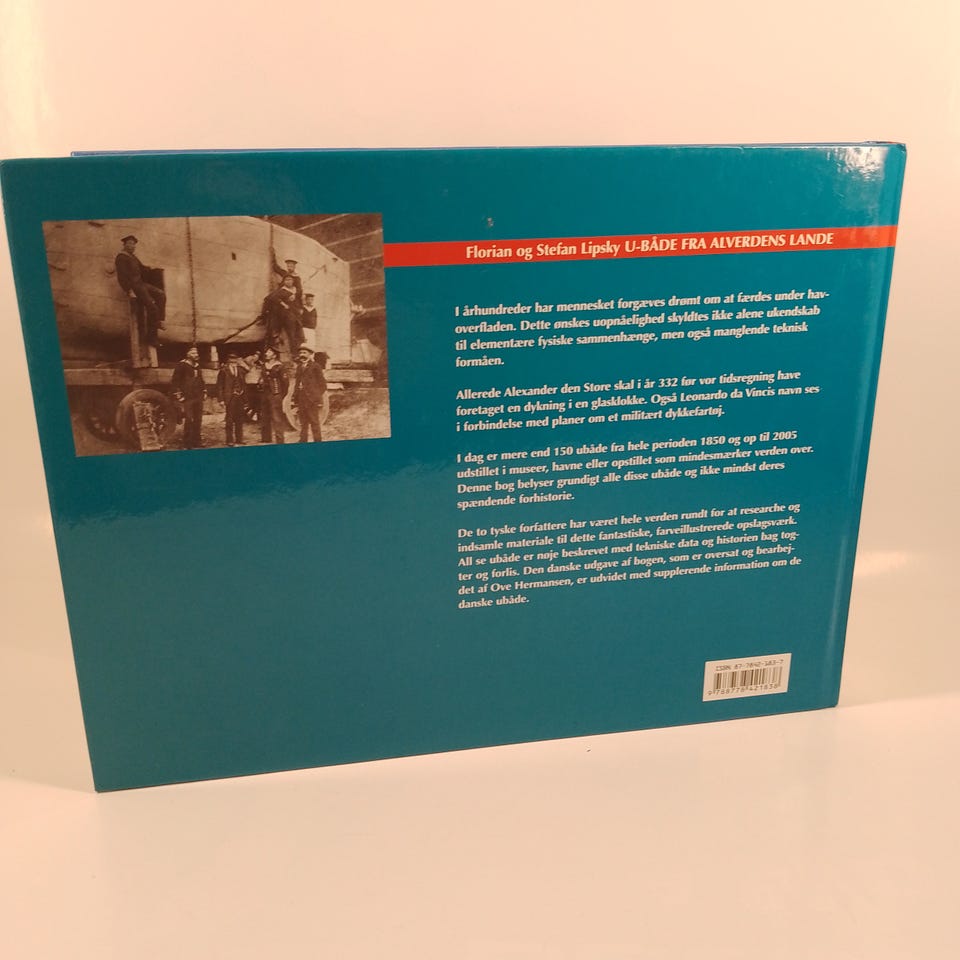 Florian og Stefan Lipsky U-BÅDE FRA ALVERDENS LANDE
I århundreder har mennesket forgæves drømt om at færdes under hav-
overfladen. Dette ønskes uopnåelighed skyldtes ikke alene ukendskab
til elementære fysiske sammenhænge, men også manglende teknisk
formåen.
Allerede Alexander den Store skal i år 332 før vor tidsregning have
foretaget en dykning i en glasklokke. Også Leonardo da Vincis navn ses
i forbindelse med planer om et militært dykkefartøj.
I dag er mere end 150 ubåde fra hele perioden 1850 og op til 2005
udstillet i museer, havne eller opstillet som mindesmærker verden over.
Denne bog belyser grundigt alle disse ubåde og ikke mindst deres
spændende forhistorie.
De to tyske forfattere har været hele verden rundt for at researche og
indsamle materiale til dette fantastiske, farveillustrerede opslagsværk.
All se ubåde er nøje beskrevet med tekniske data og historien bag tog-
ter og forlis. Den danske udgave af bogen, som er oversat og bearbej-
det af Ove Hermansen, er udvidet med supplerende information om de
danske ubåde.
ISBN 87-7842-183-7
9 788778 421838